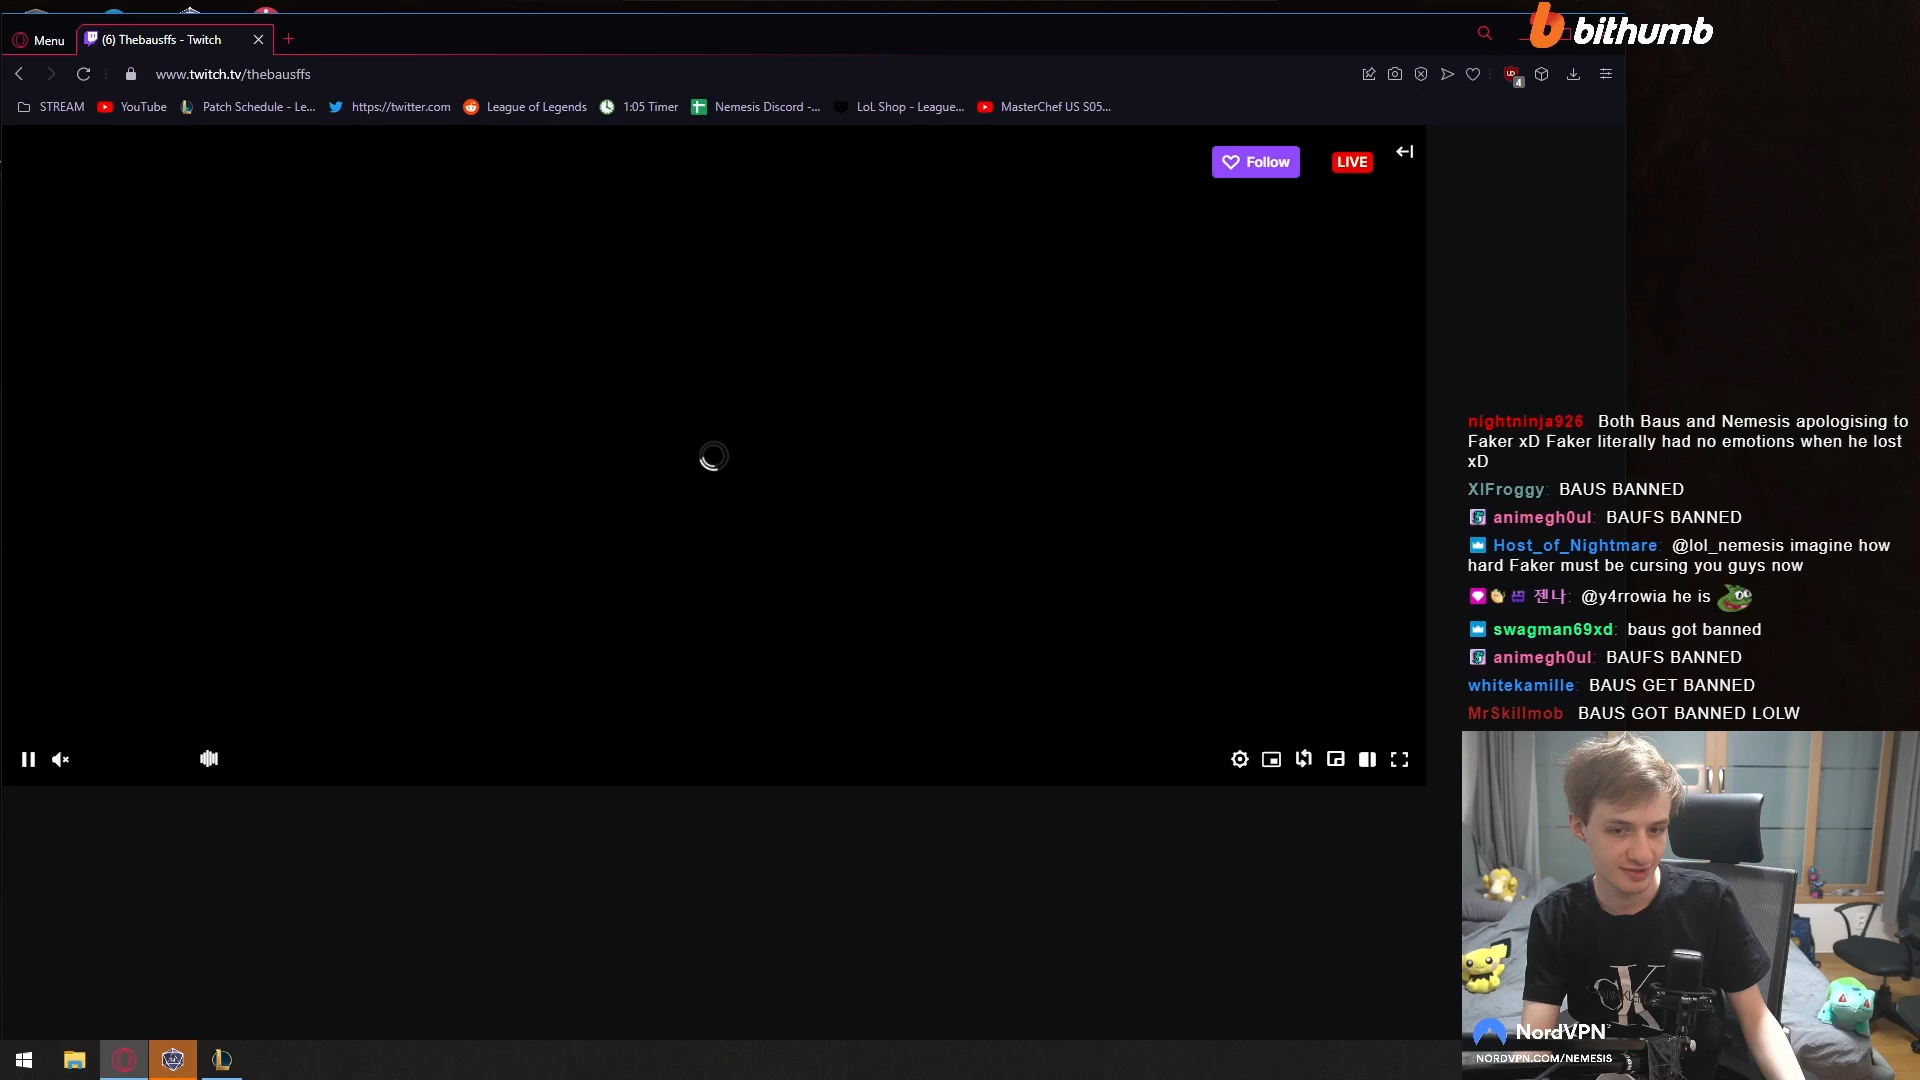 bithumb
Menu
(6) Thebausffs - Twitch
www.twitch.tv/thebausffs
4
STREAM
YouTube
Patch Schedule - Le...
https://twitter.com
League of Legends
1:05 Timer
Nemesis Discord -...
LoL Shop - League...
MasterChef US S05...
Follow
LIVE
nightninja926: Both Baus and Nemesis apologising to
Faker xD Faker literally had no emotions when he lost
xD
XIFroggy: BAUS BANNED
animegh0ul: BAUFS BANNED
Host_of_Nightmare: @lol_nemesis imagine how
hard Faker must be cursing you guys now
젠나: @y4rrowia he is
swagman69xd: baus got banned
animegh0ul: BAUFS BANNED
whitekamille: BAUS GET BANNED
MrSkillmob: BAUS GOT BANNED LOLW
CK
NordVPN
NORDVPN.COM/NEMESIS